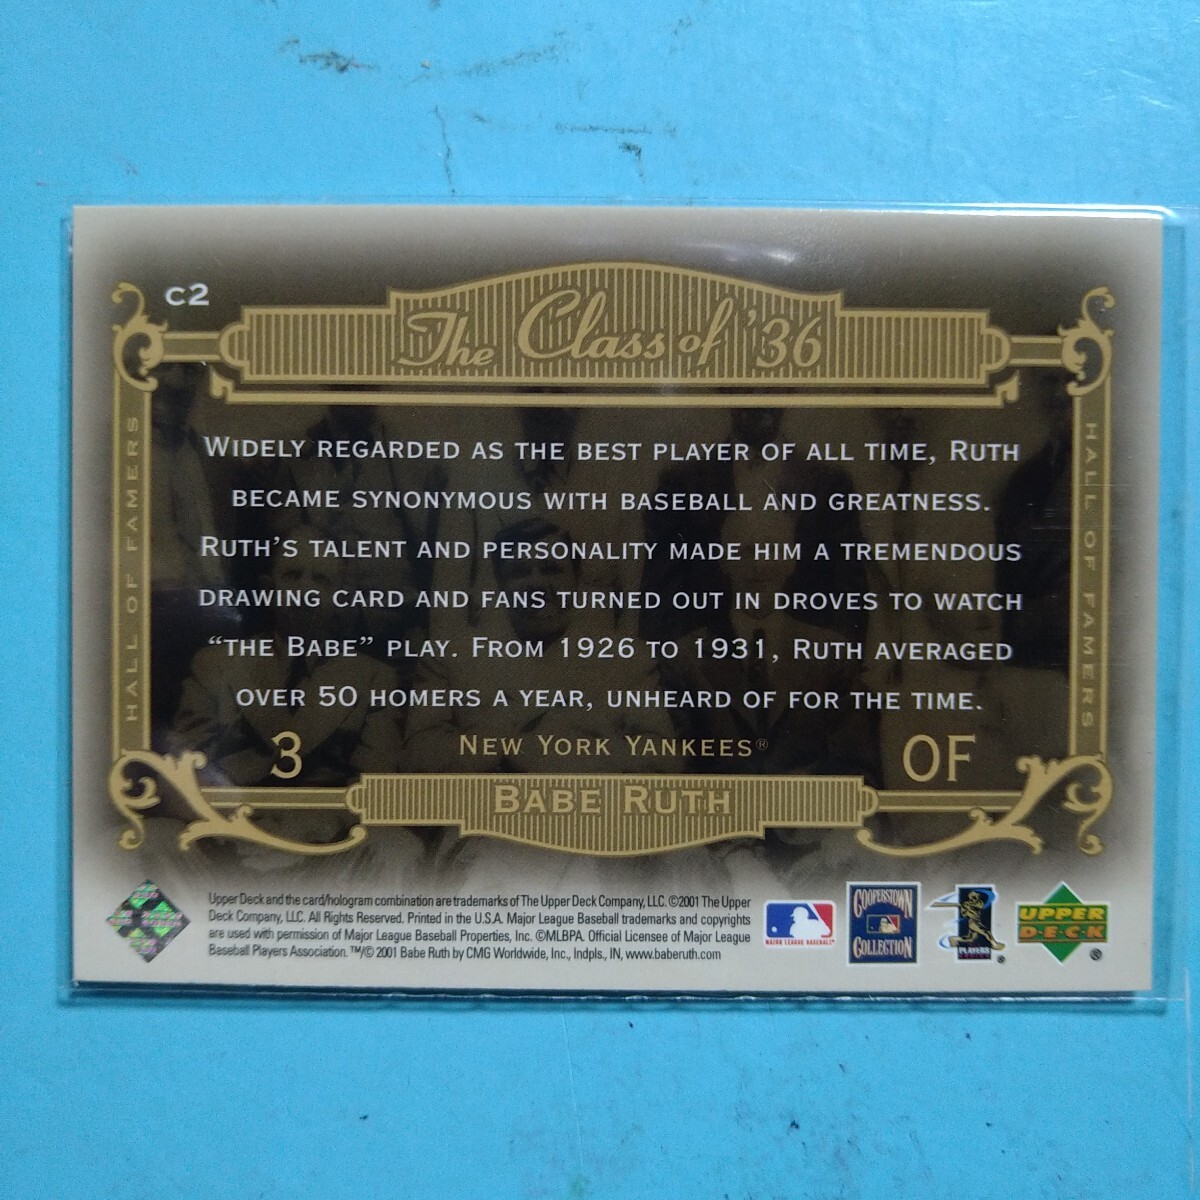 C2
The Class of '36
HALL OF FAMERS
HALL OF FAMERS
WIDELY REGARDED AS THE BEST PLAYER OF ALL TIME, RUTH
BECAME SYNONYMOUS WITH BASEBALL AND GREATNESS.
RUTH'S TALENT AND PERSONALITY MADE HIM A TREMENDOUS
DRAWING CARD AND FANS TURNED OUT IN DROVES TO WATCH
“THE BABE” PLAY. FROM 1926 TO 1931, RUTH AVERAGED
OVER 50 HOMERS A YEAR, UNHEARD OF FOR THE TIME.
3
NEW YORK YANKEES®
OF
BABE RUTH
Upper Deck and the card/hologram combination are trademarks of The Upper Deck Company, LLC. ©2001 The Upper
Deck Company, LLC. All Rights Reserved. Printed in the U.S.A. Major League Baseball trademarks and copyrights
are used with permission of Major League Baseball Properties, Inc. ©MLBPA. Official Licensee of Major League
Baseball Players Association. ™/© 2001 Babe Ruth by CMG Worldwide, Inc., Indpls., IN, www.baberuth.com
MAJOR LEAGUE BASEBALL
COOPERSTOWN
COLLECTION
PLAYERS
UPPER
DECK